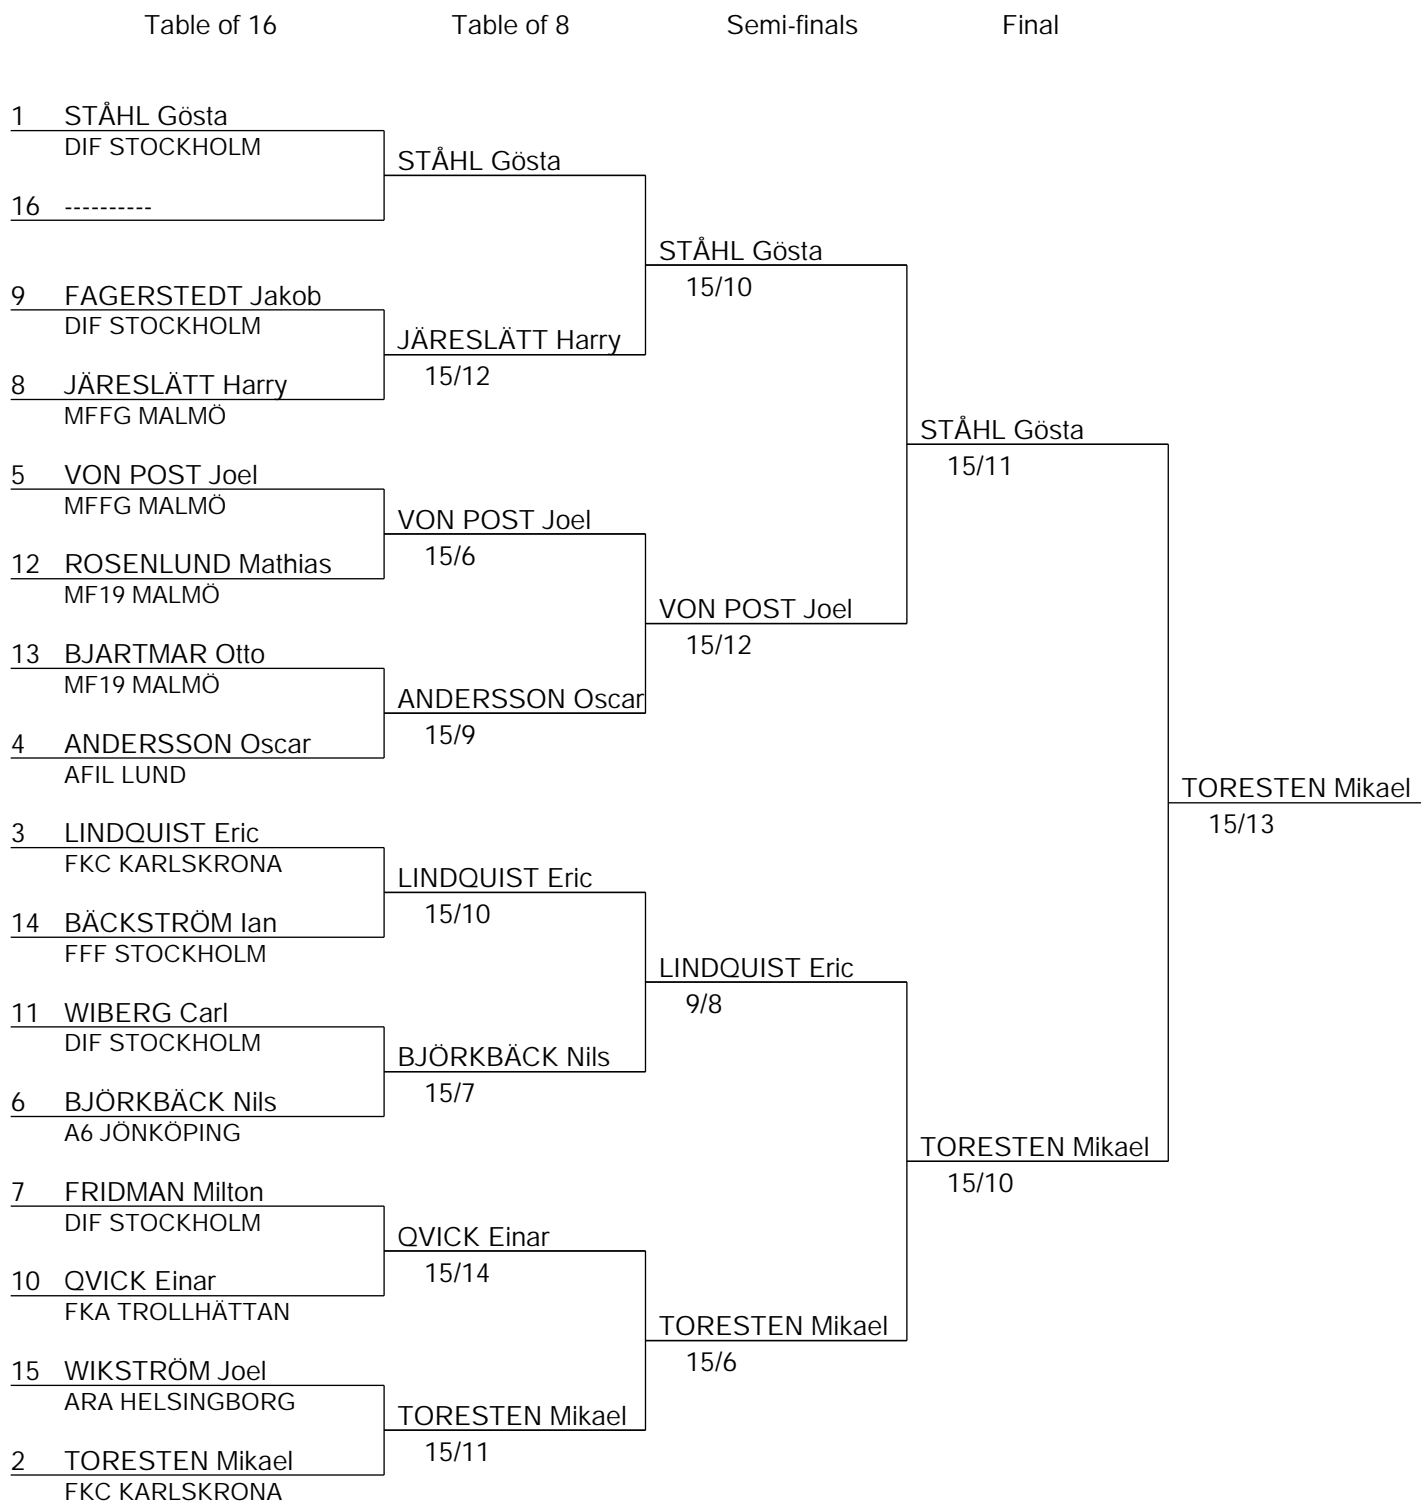 Table of 16 Table of 8 Semi-finals Final
1 STÅHL Gösta
DIF STOCKHOLM
STÅHL Gösta
16 ----------
STÅHL Gösta
15/10
9 FAGERSTEDT Jakob
DIF STOCKHOLM
JÄRESLÄTT Harry
15/12
8 JÄRESLÄTT Harry
MFFG MALMÖ
STÅHL Gösta
15/11
5 VON POST Joel
MFFG MALMÖ
VON POST Joel
15/6
12 ROSENLUND Mathias
MF19 MALMÖ
VON POST Joel
15/12
13 BJARTMAR Otto
MF19 MALMÖ
ANDERSSON Oscar
15/9
4 ANDERSSON Oscar
AFIL LUND
TORESTEN Mikael
15/13
3 LINDQUIST Eric
FKC KARLSKRONA
LINDQUIST Eric
15/10
14 BÄCKSTRÖM Ian
FFF STOCKHOLM
LINDQUIST Eric
9/8
11 WIBERG Carl
DIF STOCKHOLM
BJÖRKBÄCK Nils
15/7
6 BJÖRKBÄCK Nils
A6 JÖNKÖPING
TORESTEN Mikael
15/10
7 FRIDMAN Milton
DIF STOCKHOLM
QVICK Einar
15/14
10 QVICK Einar
FKA TROLLHÄTTAN
TORESTEN Mikael
15/6
15 WIKSTRÖM Joel
ARA HELSINGBORG
TORESTEN Mikael
15/11
2 TORESTEN Mikael
FKC KARLSKRONA